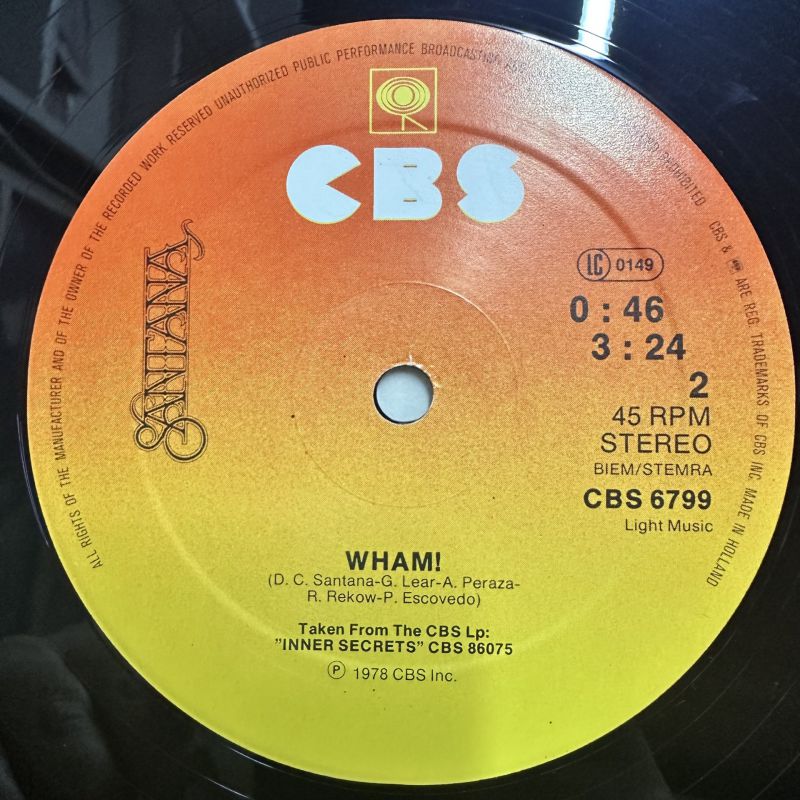 ALL RIGHTS OF THE MANUFACTURER AND OF THE OWNER OF THE RECORDED WORK RESERVED UNAUTHORIZED PUBLIC PERFORMANCE BROADCASTING AND PROHIBITED CBS & ARE REG. TRADEMARKS OF CBS INC. MADE IN HOLLAND
CBS
SANTANA
LC 0149
0 : 46
3 : 24
2
45 RPM
STEREO
BIEM/STEMRA
CBS 6799
Light Music
WHAM!
(D. C. Santana-G. Lear-A. Peraza-
R. Rekow-P. Escovedo)
Taken From The CBS Lp:
"INNER SECRETS" CBS 86075
Ⓟ 1978 CBS Inc.